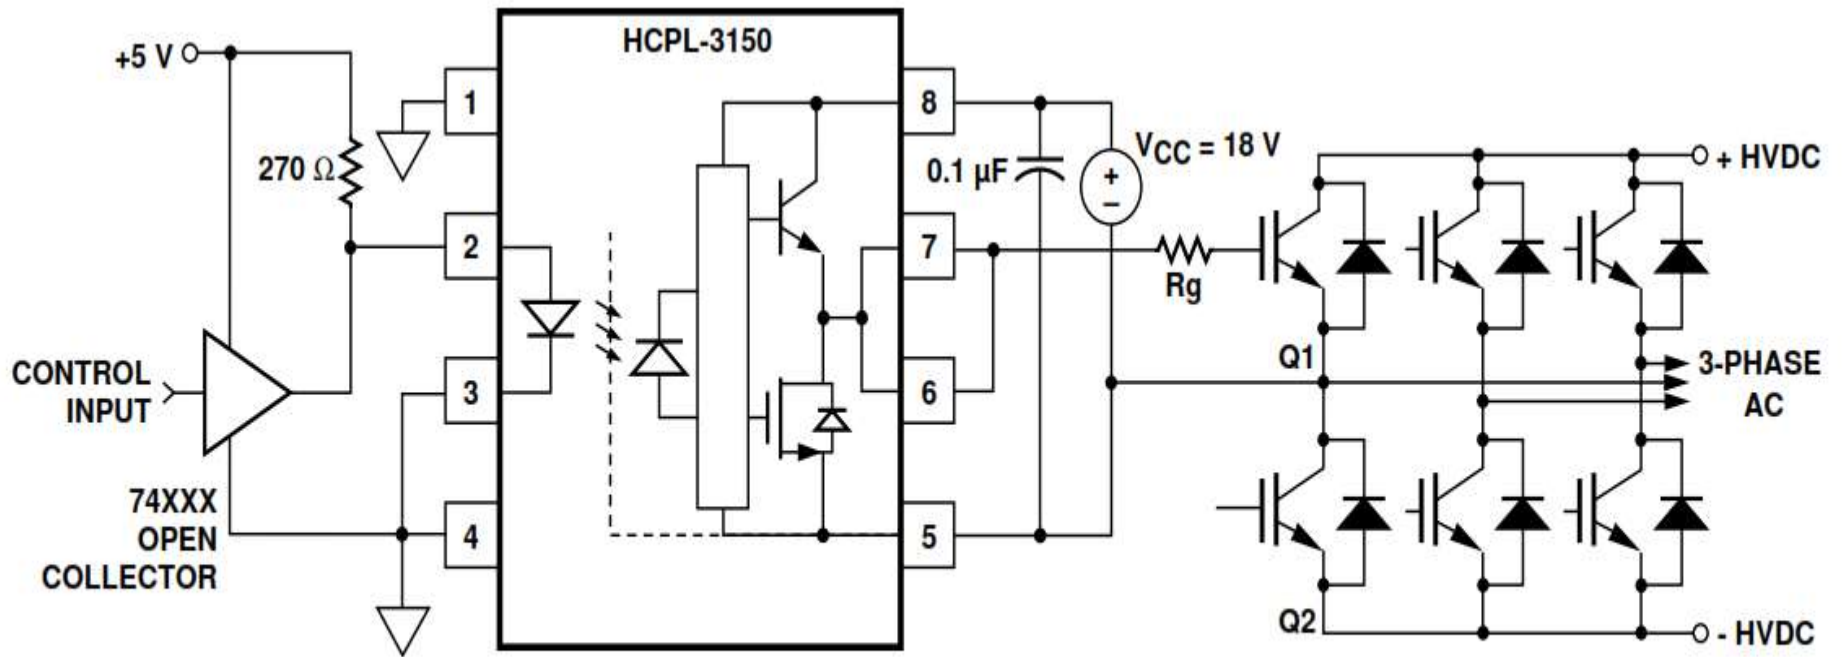 HCPL-3150
+5 V
1
8
270 Ω
0.1 µF
VCC = 18 V
+
–
+ HVDC
2
7
Rg
CONTROL
INPUT
3
6
Q1
3-PHASE
AC
74XXX
OPEN
COLLECTOR
4
5
Q2
- HVDC